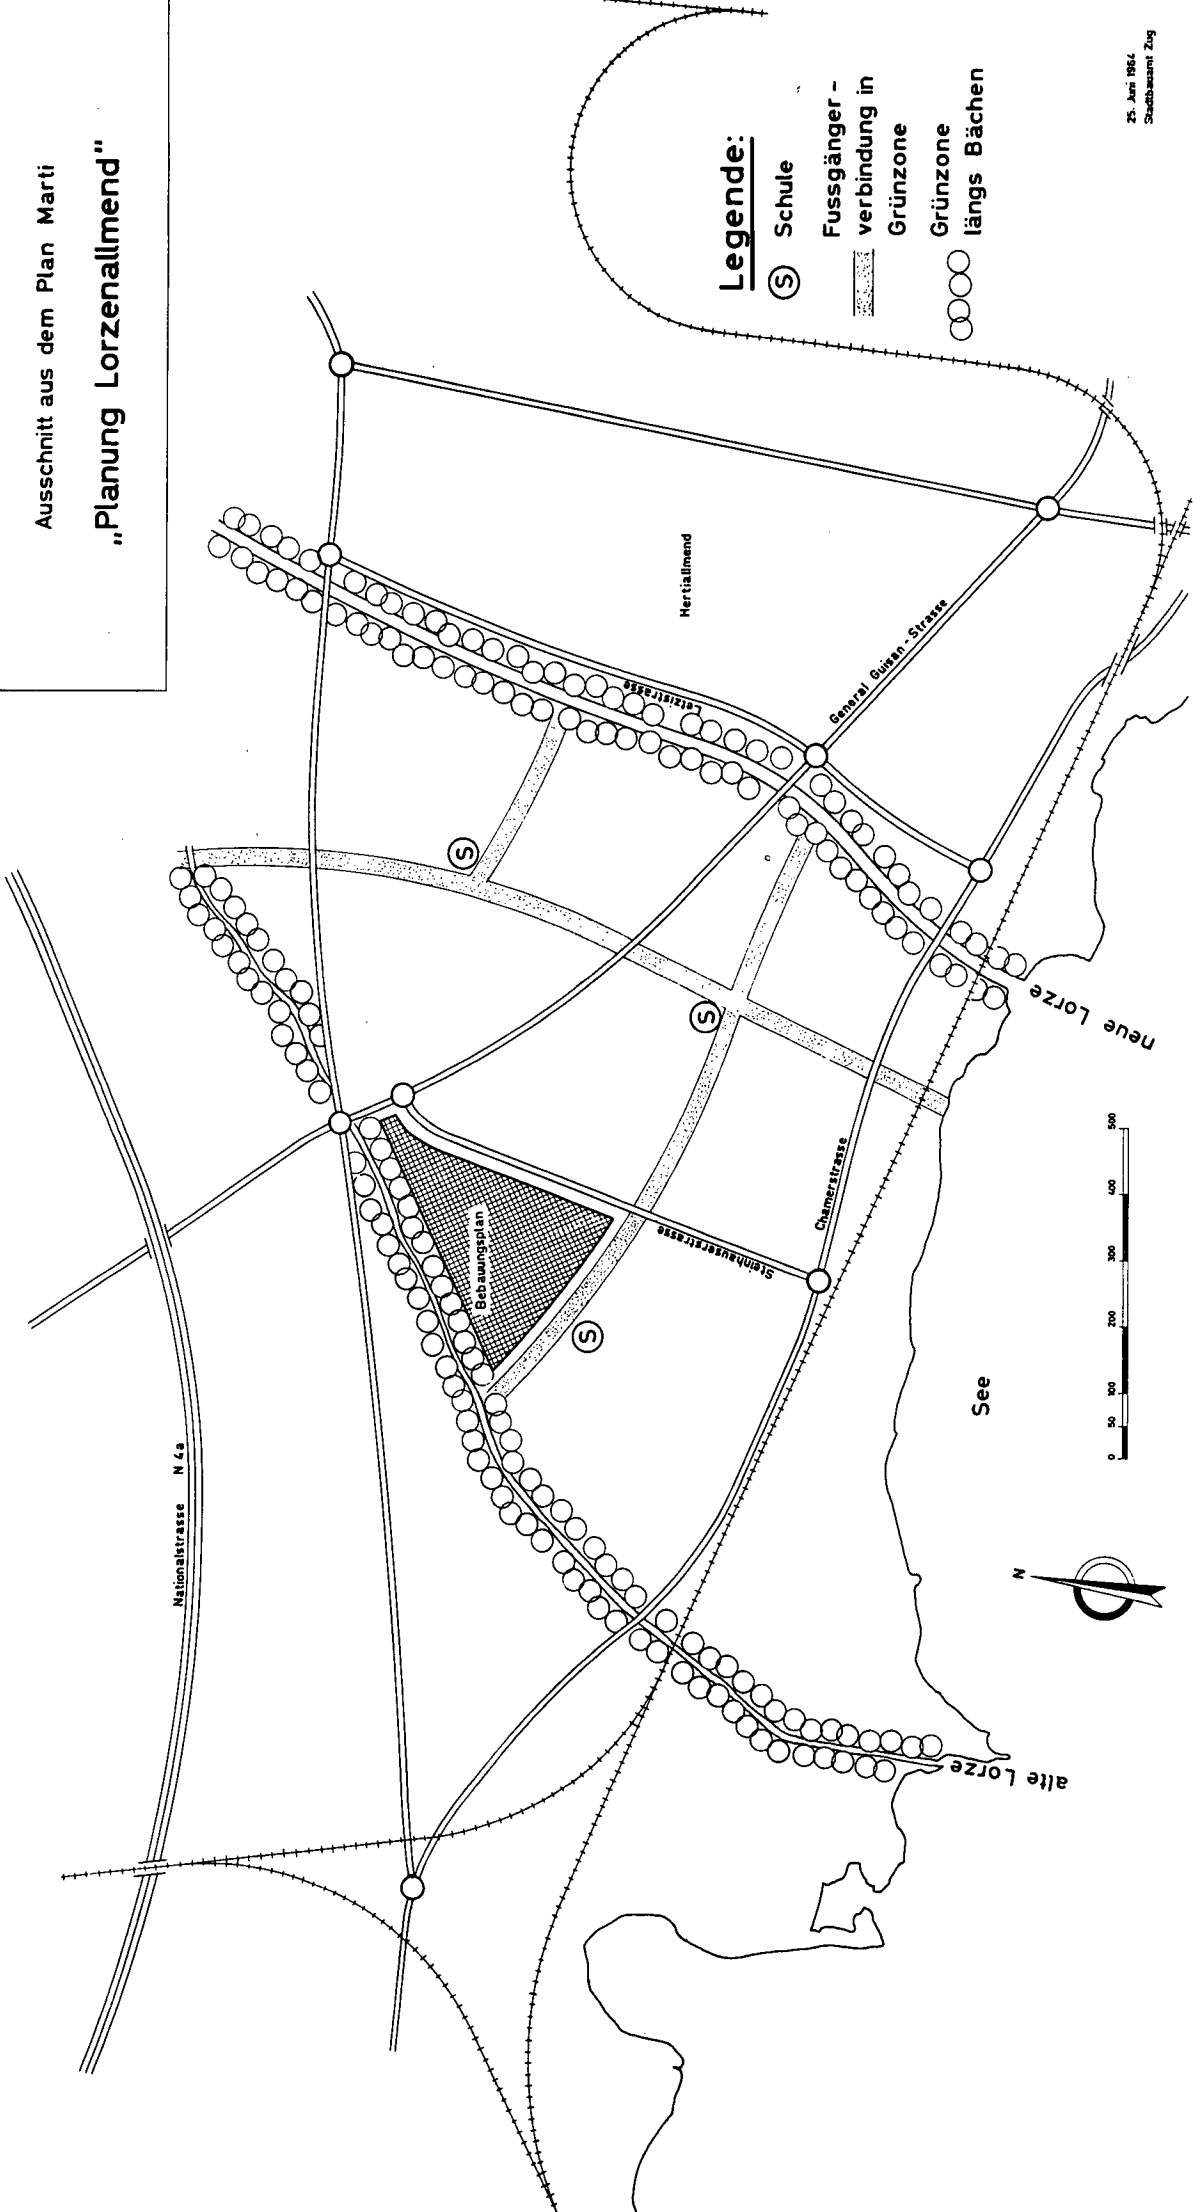 Ausschnitt aus dem Plan Marti
„Planung Lorzenallmend"
Legende:
S Schule
Fussgänger-
verbindung in
Grünzone
Grünzone
längs Bächen
25. Juni 1964
Stadtbauamt Zug
Nationalstrasse N 4a
Bebauungsplan
S
S
S
Hertiallmend
Letzistrasse
General Guisan - Strasse
Steinhauserstrasse
Chamerstrasse
neue Lorze
alte Lorze
See
N
0 50 100 200 300 400 500